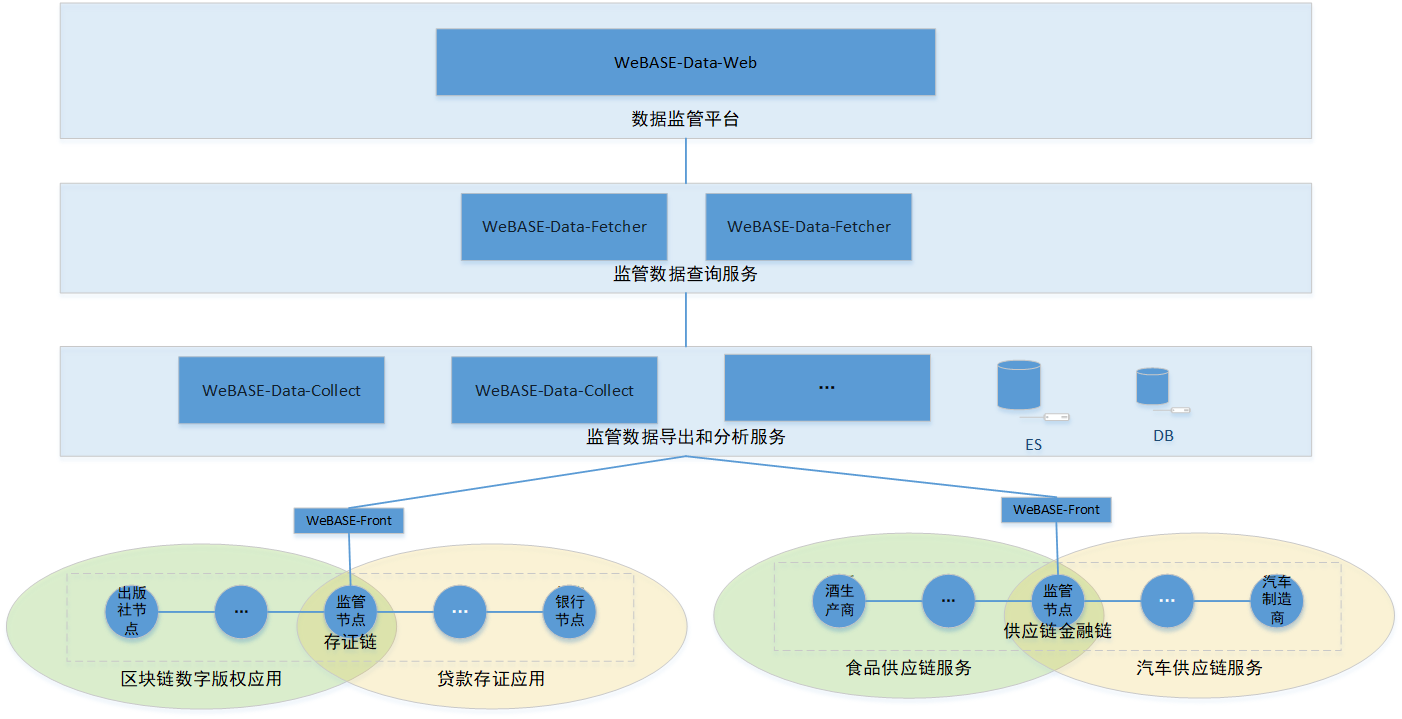 WeBASE-Data-Web
数据监管平台
WeBASE-Data-Fetcher
WeBASE-Data-Fetcher
监管数据查询服务
WeBASE-Data-Collect
WeBASE-Data-Collect
...
监管数据导出和分析服务
ES
DB
WeBASE-Front
WeBASE-Front
出版
社节
点
...
监管
节点
...
银行
节点
存证链
区块链数字版权应用
贷款存证应用
酒生
产商
...
监管
节点
...
汽车
制造
商
供应链金融链
食品供应链服务
汽车供应链服务